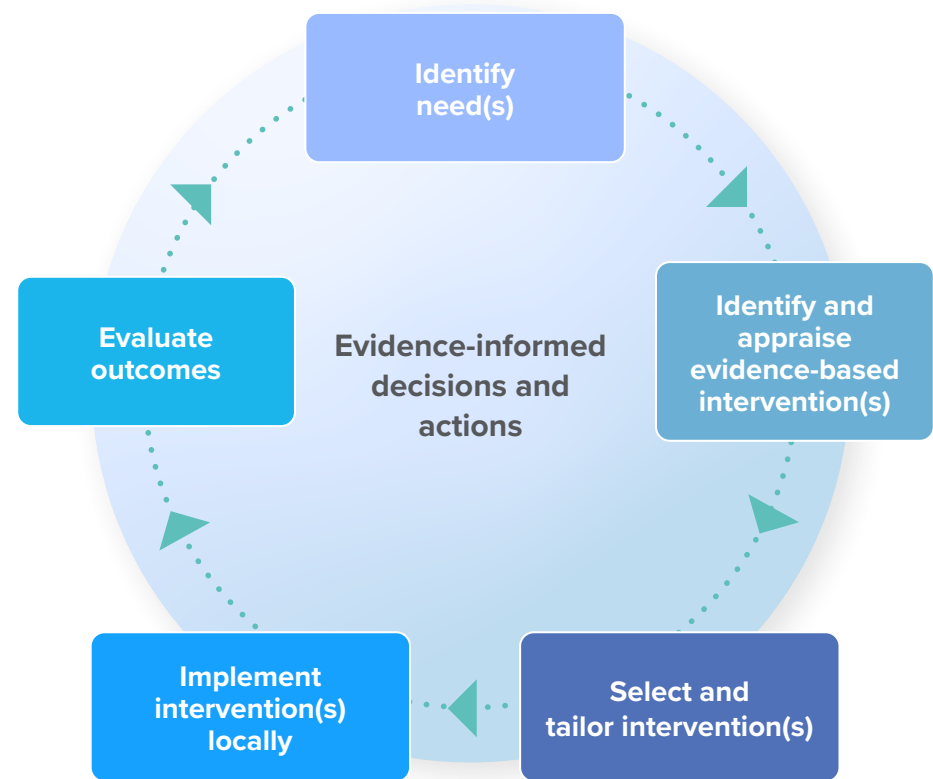 Identify
need(s)
Identify and
appraise
evidence-based
intervention(s)
Select and
tailor intervention(s)
Implement
intervention(s)
locally
Evaluate
outcomes
Evidence-informed
decisions and
actions